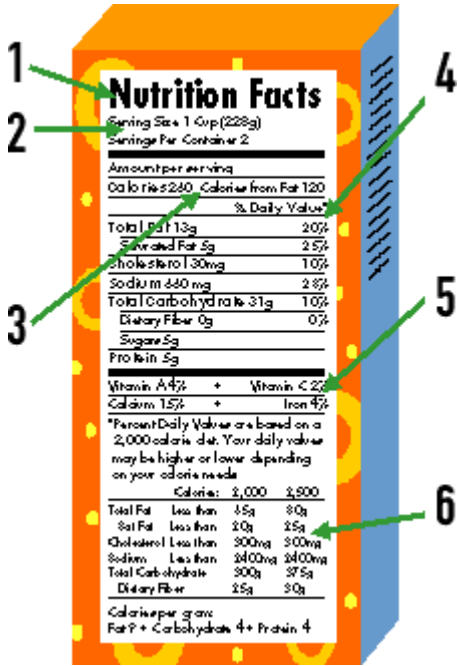 1
Nutrition Facts
4
2
Serving Size 1 Cup (228g)
Servings Per Container 2
Amount per serving
Calories 260 Calories from Fat 120
% Daily Value*
Total Fat 13g 20%
Saturated Fat 5g 25%
Cholesterol 30mg 10%
Sodium 660 mg 28%
Total Carbohydrate 31g 10%
5
3
Dietary Fiber 0g 0%
Sugars 5g
Protein 5g
Vitamin A 4% • Vitamin C 2%
Calcium 15% • Iron 4%
*Percent Daily Values are based on a
2,000 calorie diet. Your daily values
may be higher or lower depending
on your calorie needs
Calories: 2,000 2,500
6
Total Fat Less than 65g 80g
Sat Fat Less than 20g 25g
Cholesterol Less than 300mg 300mg
Sodium Less than 2400mg 2400mg
Total Carbohydrate 300g 375g
Dietary Fiber 25g 30g
Calories per gram:
Fat 9 • Carbohydrate 4 • Protein 4